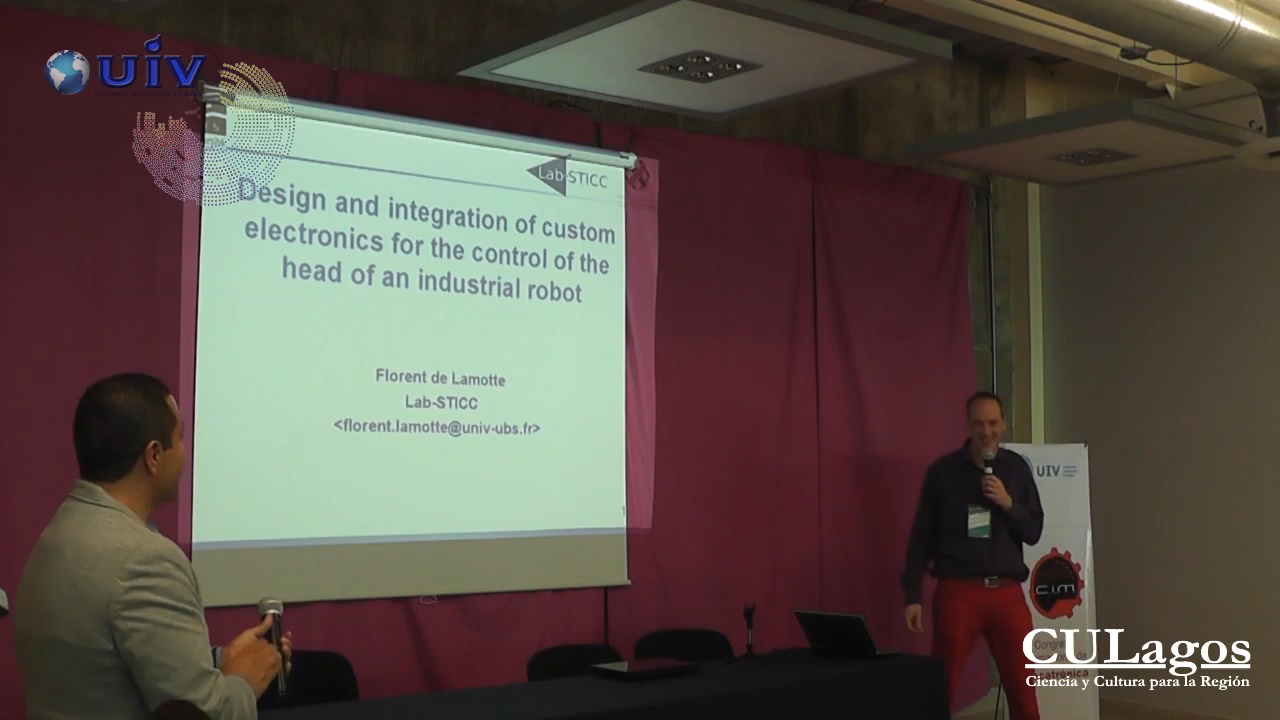 UIV
Lab-STICC
Design and integration of custom
electronics for the control of the
head of an industrial robot
Florent de Lamotte
Lab-STICC
<florent.lamotte@univ-ubs.fr>
1
UIV
C.I.M
CULagos
Ciencia y Cultura para la Región